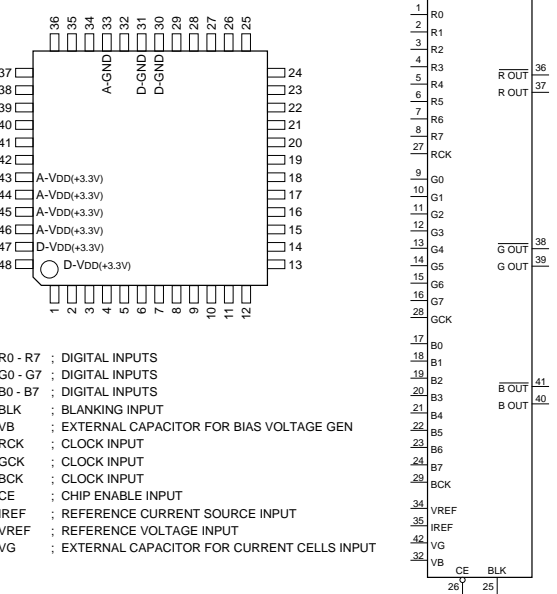 36 35 34 33 32 31 30 29 28 27 26 25
A-GND
D-GND
D-GND
37
38
39
40
41
42
43 A-VDD(+3.3V)
44 A-VDD(+3.3V)
45 A-VDD(+3.3V)
46 A-VDD(+3.3V)
47 D-VDD(+3.3V)
48 D-VDD(+3.3V)
24
23
22
21
20
19
18
17
16
15
14
13
1 2 3 4 5 6 7 8 9 10 11 12
R0 - R7 ; DIGITAL INPUTS
G0 - G7 ; DIGITAL INPUTS
B0 - B7 ; DIGITAL INPUTS
BLK ; BLANKING INPUT
VB ; EXTERNAL CAPACITOR FOR BIAS VOLTAGE GEN
RCK ; CLOCK INPUT
GCK ; CLOCK INPUT
BCK ; CLOCK INPUT
CE ; CHIP ENABLE INPUT
IREF ; REFERENCE CURRENT SOURCE INPUT
VREF ; REFERENCE VOLTAGE INPUT
VG ; EXTERNAL CAPACITOR FOR CURRENT CELLS INPUT
1 R0
2 R1
3 R2
4 R3
5 R4
6 R5
7 R6
8 R7
27 RCK
9 G0
10 G1
11 G2
12 G3
13 G4
14 G5
15 G6
16 G7
28 GCK
17 B0
18 B1
19 B2
20 B3
21 B4
22 B5
23 B6
24 B7
29 BCK
34 VREF
35 IREF
42 VG
32 VB
R OUT 36
R OUT 37
G OUT 38
G OUT 39
B OUT 41
B OUT 40
CE BLK
26 25